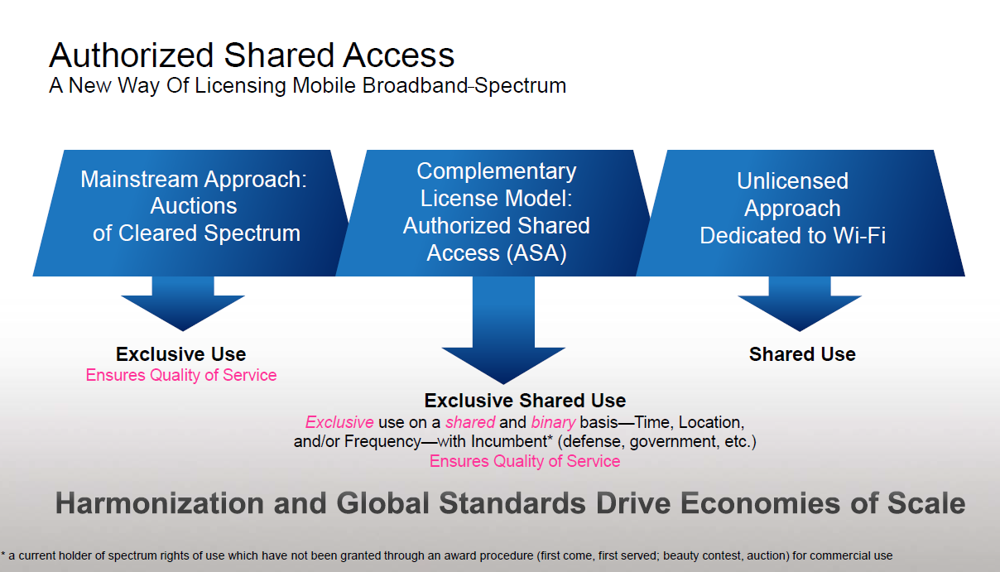 Authorized Shared Access
A New Way Of Licensing Mobile Broadband-Spectrum
Mainstream Approach:
Auctions
of Cleared Spectrum
Exclusive Use
Ensures Quality of Service
Complementary
License Model:
Authorized Shared
Access (ASA)
Exclusive Shared Use
Exclusive use on a shared and binary basis—Time, Location,
and/or Frequency—with Incumbent* (defense, government, etc.)
Ensures Quality of Service
Unlicensed
Approach
Dedicated to Wi-Fi
Shared Use
Harmonization and Global Standards Drive Economies of Scale
* a current holder of spectrum rights of use which have not been granted through an award procedure (first come, first served; beauty contest, auction) for commercial use